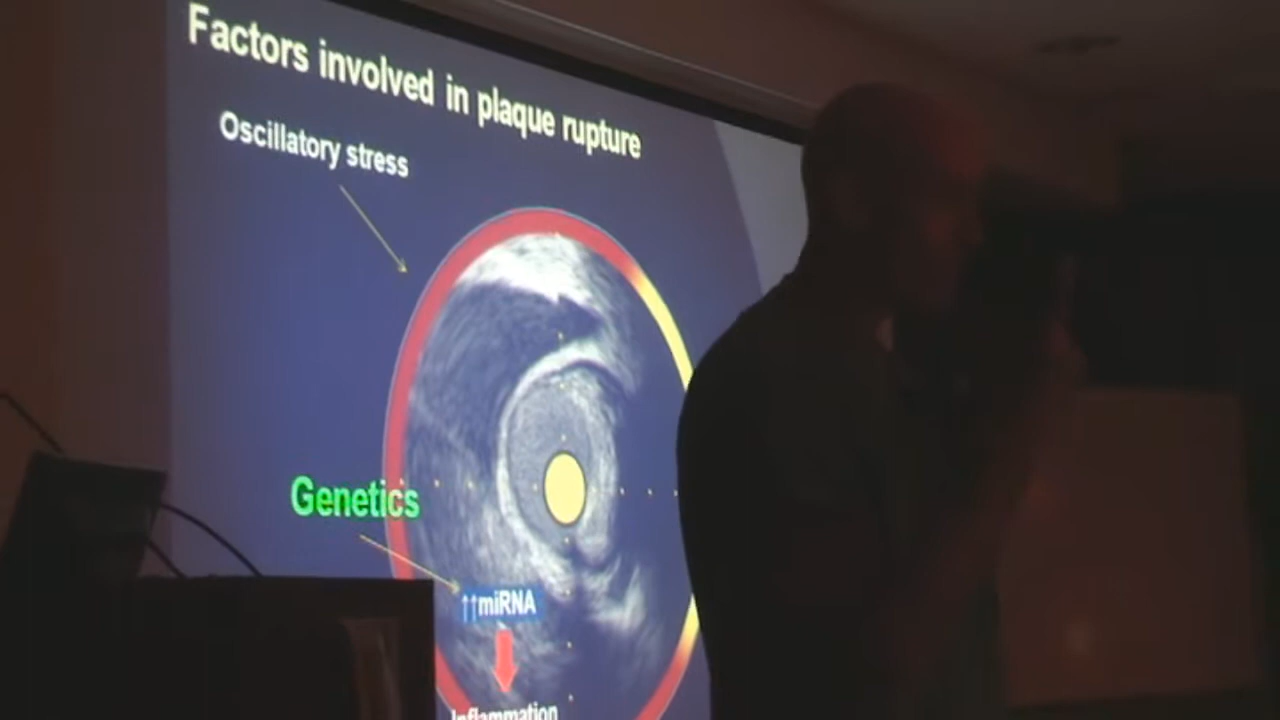 Factors involved in plaque rupture
Oscillatory stress
Genetics
↑↑miRNA
Inflammation